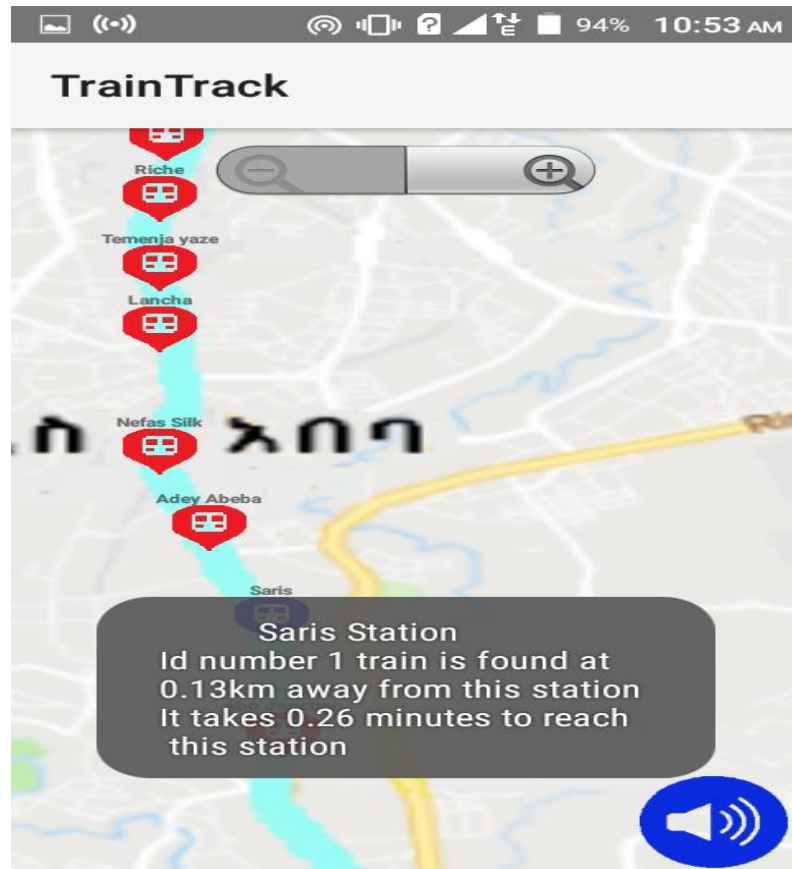 94% 10:53 AM
TrainTrack
Riche
Temenja yaze
Lancha
Nefas Silk
ስ አበባ
Adey Abeba
Saris
Saris Station
Id number 1 train is found at
0.13km away from this station
It takes 0.26 minutes to reach
this station